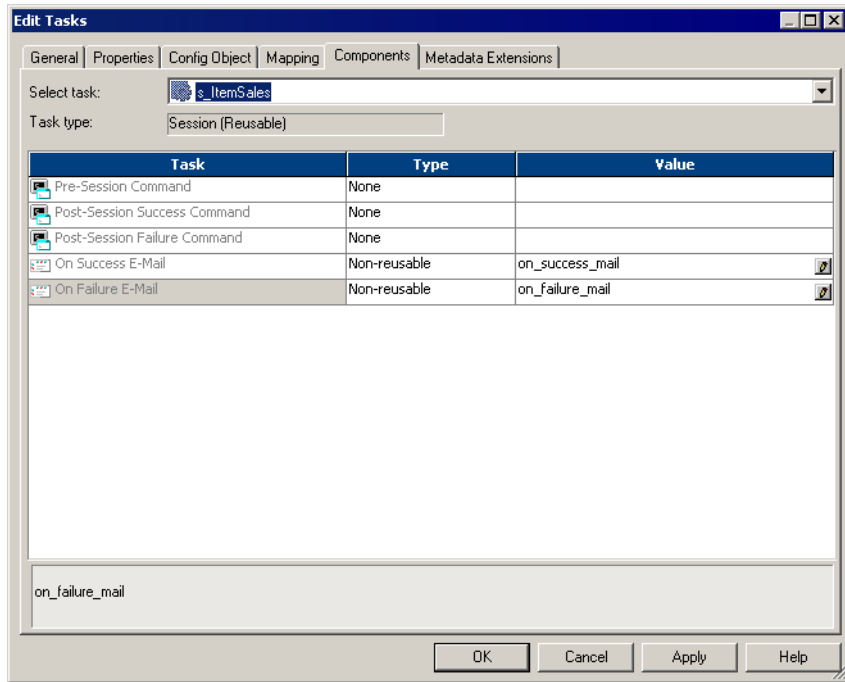 Edit Tasks
General Properties Config Object Mapping Components Metadata Extensions
Select task: s_ItemSales
Task type: Session (Reusable)
Task Type Value
Pre-Session Command None
Post-Session Success Command None
Post-Session Failure Command None
On Success E-Mail Non-reusable on_success_mail
On Failure E-Mail Non-reusable on_failure_mail
on_failure_mail
OK Cancel Apply Help